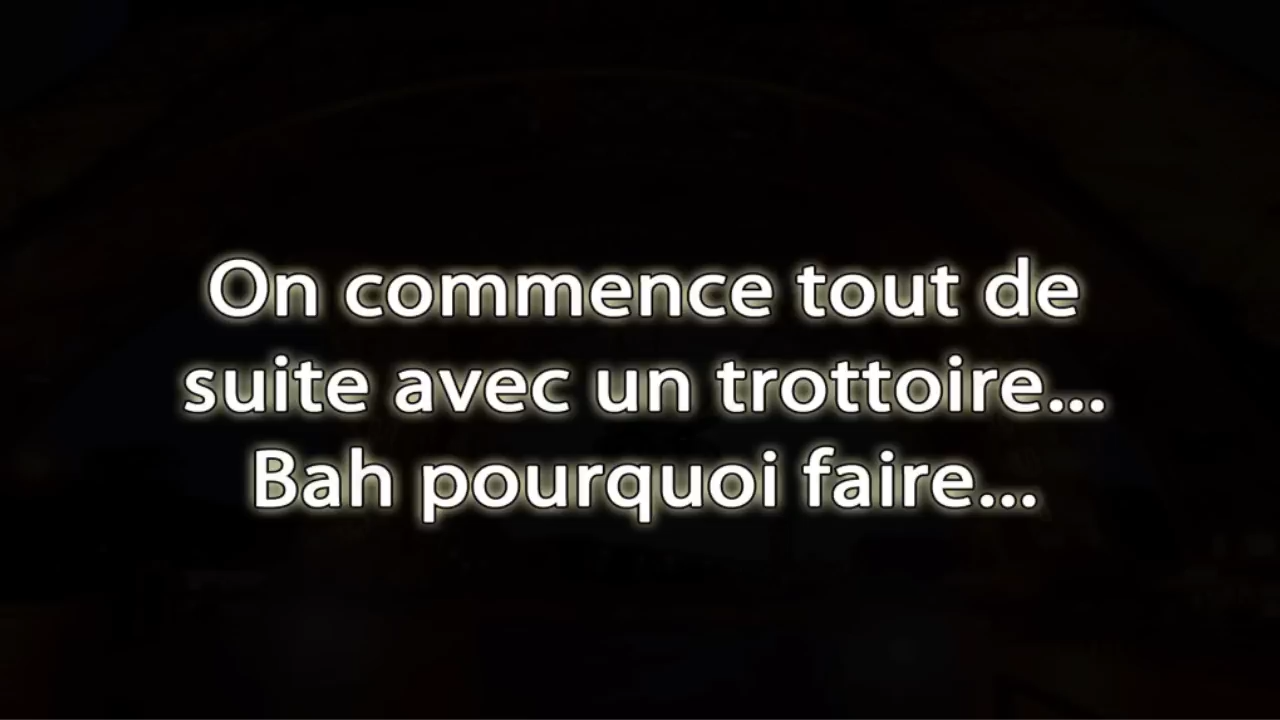 On commence tout de
suite avec un trottoire...
Bah pourquoi faire...